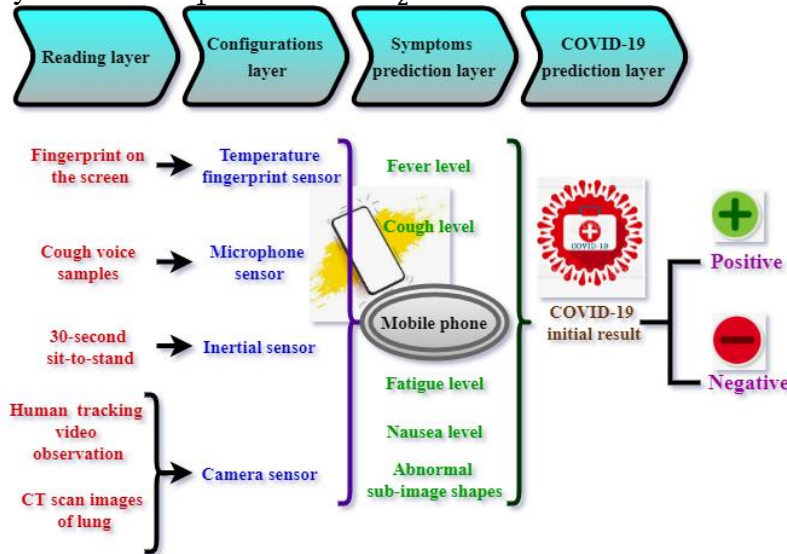 Reading layer
Configurations
layer
Symptoms
prediction layer
COVID-19
prediction layer
Fingerprint on
the screen
Temperature
fingerprint sensor
Fever level
Cough voice
samples
Microphone
sensor
Cough level
COVID-19
Positive
30-second
sit-to-stand
Inertial sensor
Mobile phone
COVID-19
initial result
Negative
Human tracking
video
observation
Camera sensor
CT scan images
of lung
Fatigue level
Nausea level
Abnormal
sub-image shapes